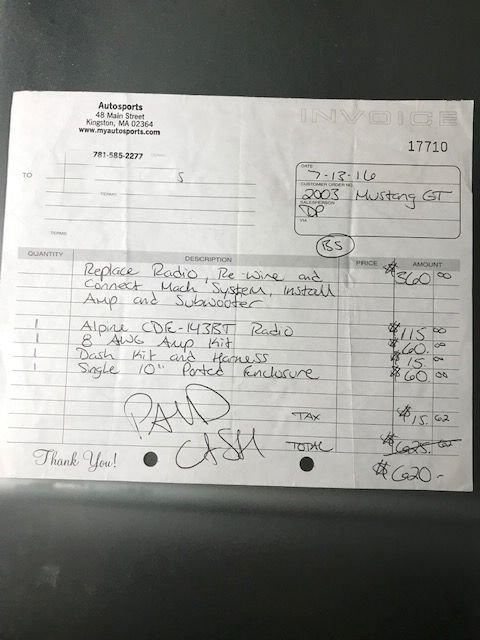 Autosports
48 Main Street
Kingston, MA 02364
www.myautosports.com
INVOICE
17710
781-585-2277 TERMS
TO
S
TERMS
TERMS
DATE
7-13-16
CUSTOMER ORDER NO.
2003 Mustang GT
SALESPERSON
DP
VIA
BS
QUANTITY DESCRIPTION PRICE AMOUNT
Replace Radio, Re-wire and $360 00
Connect Mach System, install
Amp and Subwoofer
1 Alpine CDE-143BT Radio $115 00
1 8 AWG Amp Kit $60. 00
1 Dash Kit and Harness $15. 00
1 Single 10" Ported Enclosure $60 00
PAID
CASH
TAX $15.62
TOTAL $625.62
$620-
Thank You!